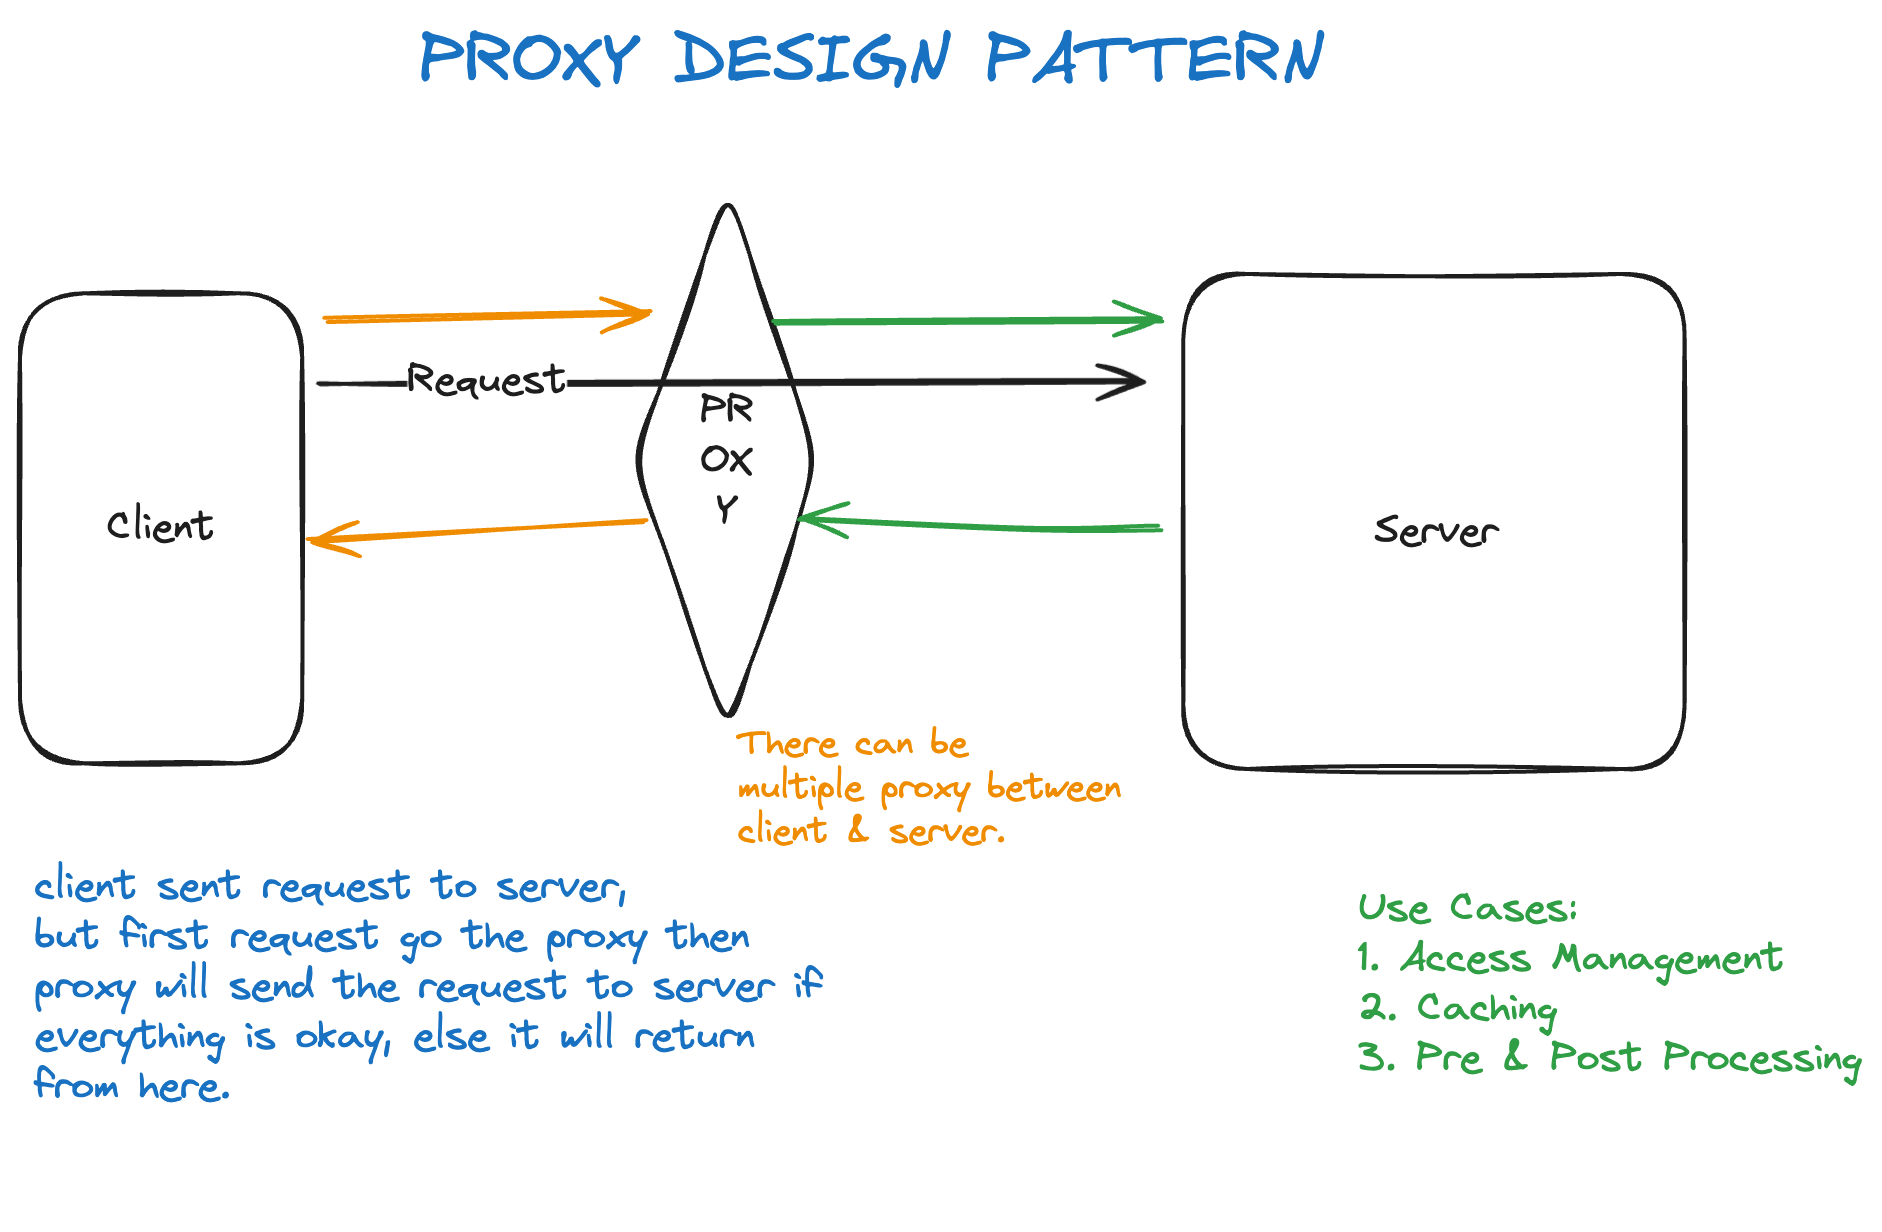 PROXY DESIGN PATTERN
Request
PR
OX
Y
Client
Server
There can be
multiple proxy between
client & server.
client sent request to server,
but first request go the proxy then
proxy will send the request to server if
everything is okay, else it will return
from here.
Use Cases:
1. Access Management
2. Caching
3. Pre & Post Processing